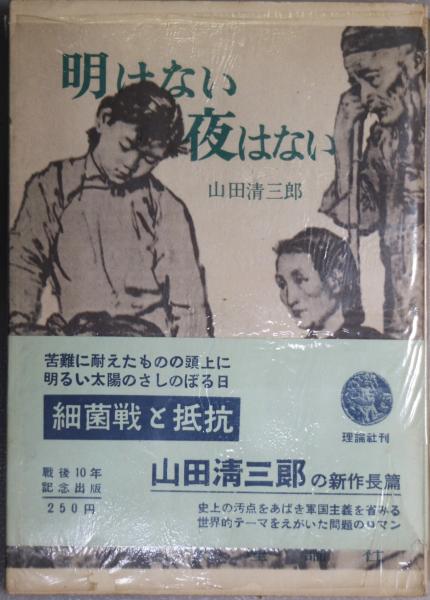 明けない
夜はない
山田清三郎
苦難に耐えたものの頭上に
明るい太陽のさしのぼる日
細菌戦と抵抗
理論社刊
戦後10年
記念出版
250円
山田清三郎の新作長篇
史上の汚点をあばき軍国主義を省みる
世界的テーマをえがいた問題のロマン
社